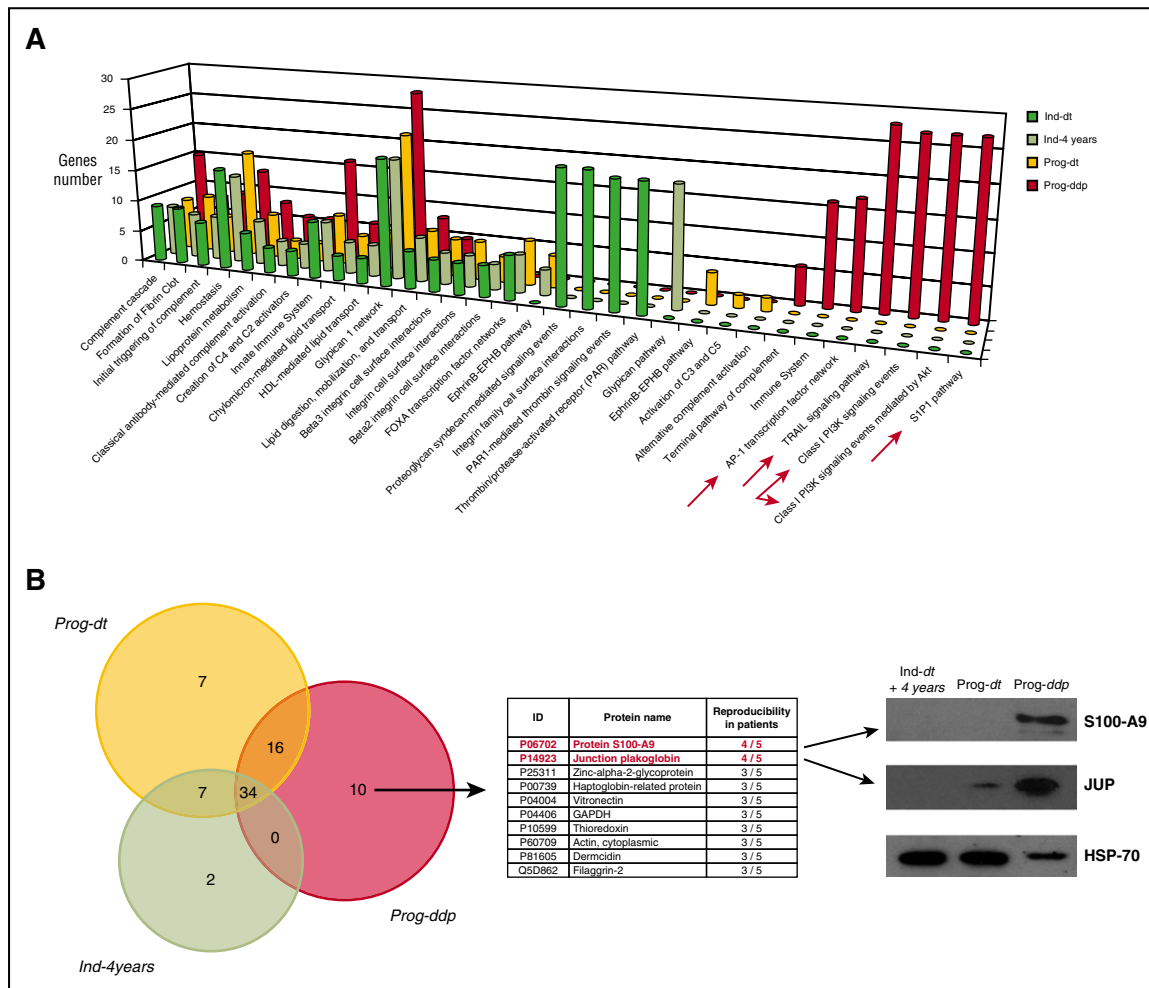 A
30
25
20
15
10
5
0
Genes
number
Ind-dt
Ind-4 years
Prog-dt
Prog-ddp
Complement cascade
Formation of Fibrin Clot
Initial triggering of complement
Hemostasis
Lipoprotein metabolism
Classical antibody-mediated complement activation
Creation of C4 and C2 activators
Innate Immune System
Chylomicron-mediated lipid transport
HDL-mediated lipid transport
Glypican 1 network
Lipid digestion, mobilization, and transport
Beta3 integrin cell surface interactions
Integrin cell surface interactions
Beta2 integrin cell surface interactions
FOXA transcription factor networks
EphrinB-EPHB pathway
Proteoglycan syndecan-mediated signaling events
Integrin family cell surface interactions
PAR1-mediated thrombin signaling events
Thrombin/protease-activated receptor (PAR) pathway
Glypican pathway
EphrinB-EPHB pathway
Activation of C3 and C5
Alternative complement activation
Terminal pathway of complement
Immune System
AP-1 transcription factor network
TRAIL signaling pathway
Class I PI3K signaling events
Class I PI3K signaling events mediated by Akt
S1P1 pathway
B
Prog-dt
7
16
7
34
10
0
2
Prog-ddp
Ind-4years
ID Protein name Reproducibility in patients
P06702 Protein S100-A9 4 / 5
P14923 Junction plakoglobin 4 / 5
P25311 Zinc-alpha-2-glycoprotein 3 / 5
P00739 Haptoglobin-related protein 3 / 5
P04004 Vitronectin 3 / 5
P04406 GAPDH 3 / 5
P10599 Thioredoxin 3 / 5
P60709 Actin, cytoplasmic 3 / 5
P81605 Dermcidin 3 / 5
Q5D862 Filaggrin-2 3 / 5
Ind-dt
+ 4 years Prog-dt Prog-ddp
S100-A9
JUP
HSP-70